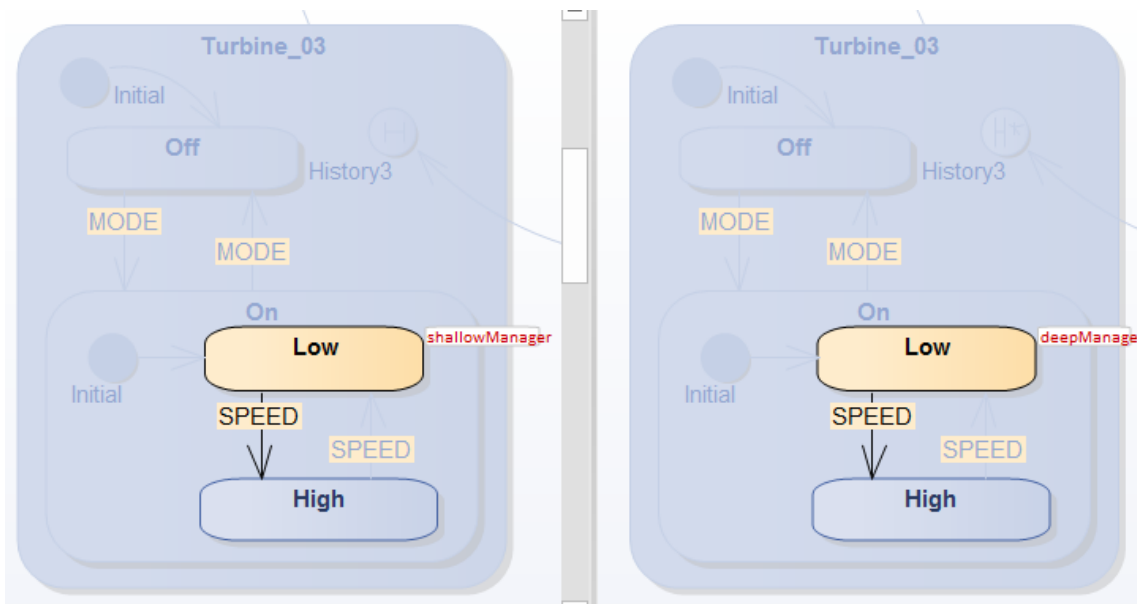 Turbine_03
Initial
Off
H
History3
MODE
MODE
On
Low
shallowManager
Initial
SPEED
SPEED
High
Turbine_03
Initial
Off
H*
History3
MODE
MODE
On
Low
deepManage
Initial
SPEED
SPEED
High